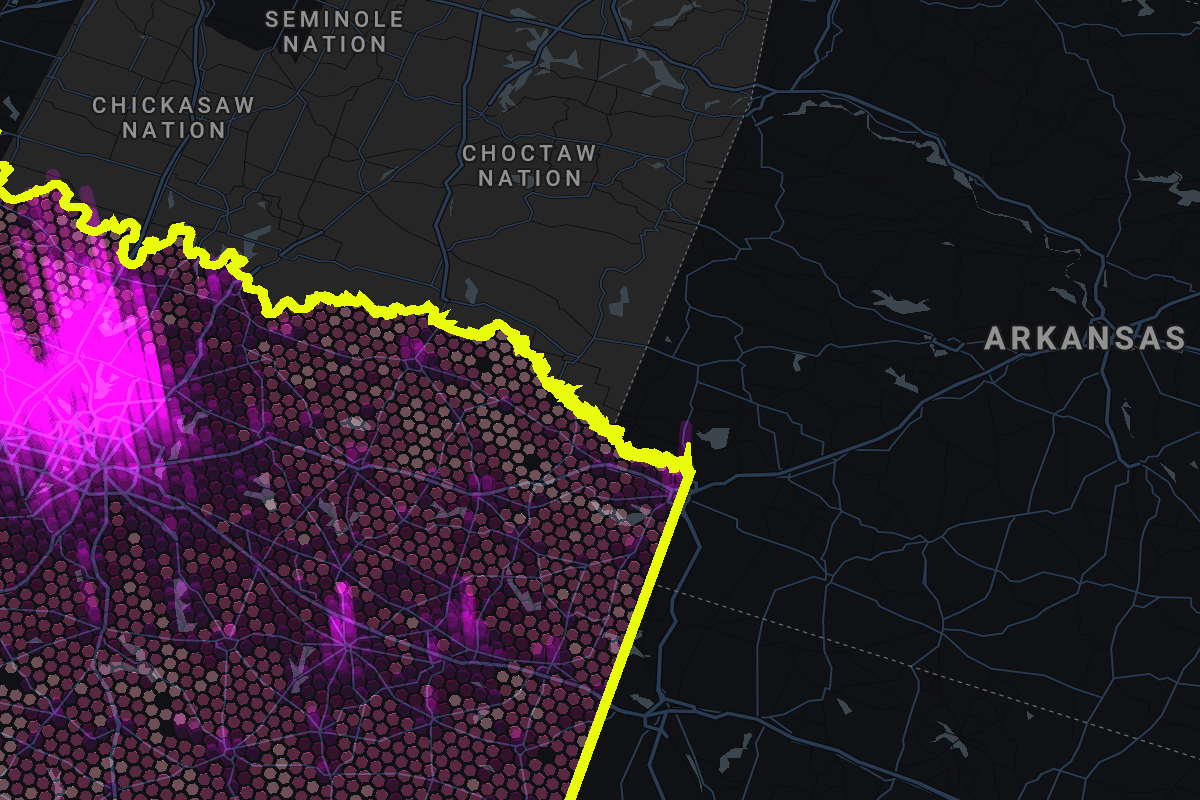 SEMINOLE
NATION
CHICKASAW
NATION
CHOCTAW
NATION
ARKANSAS